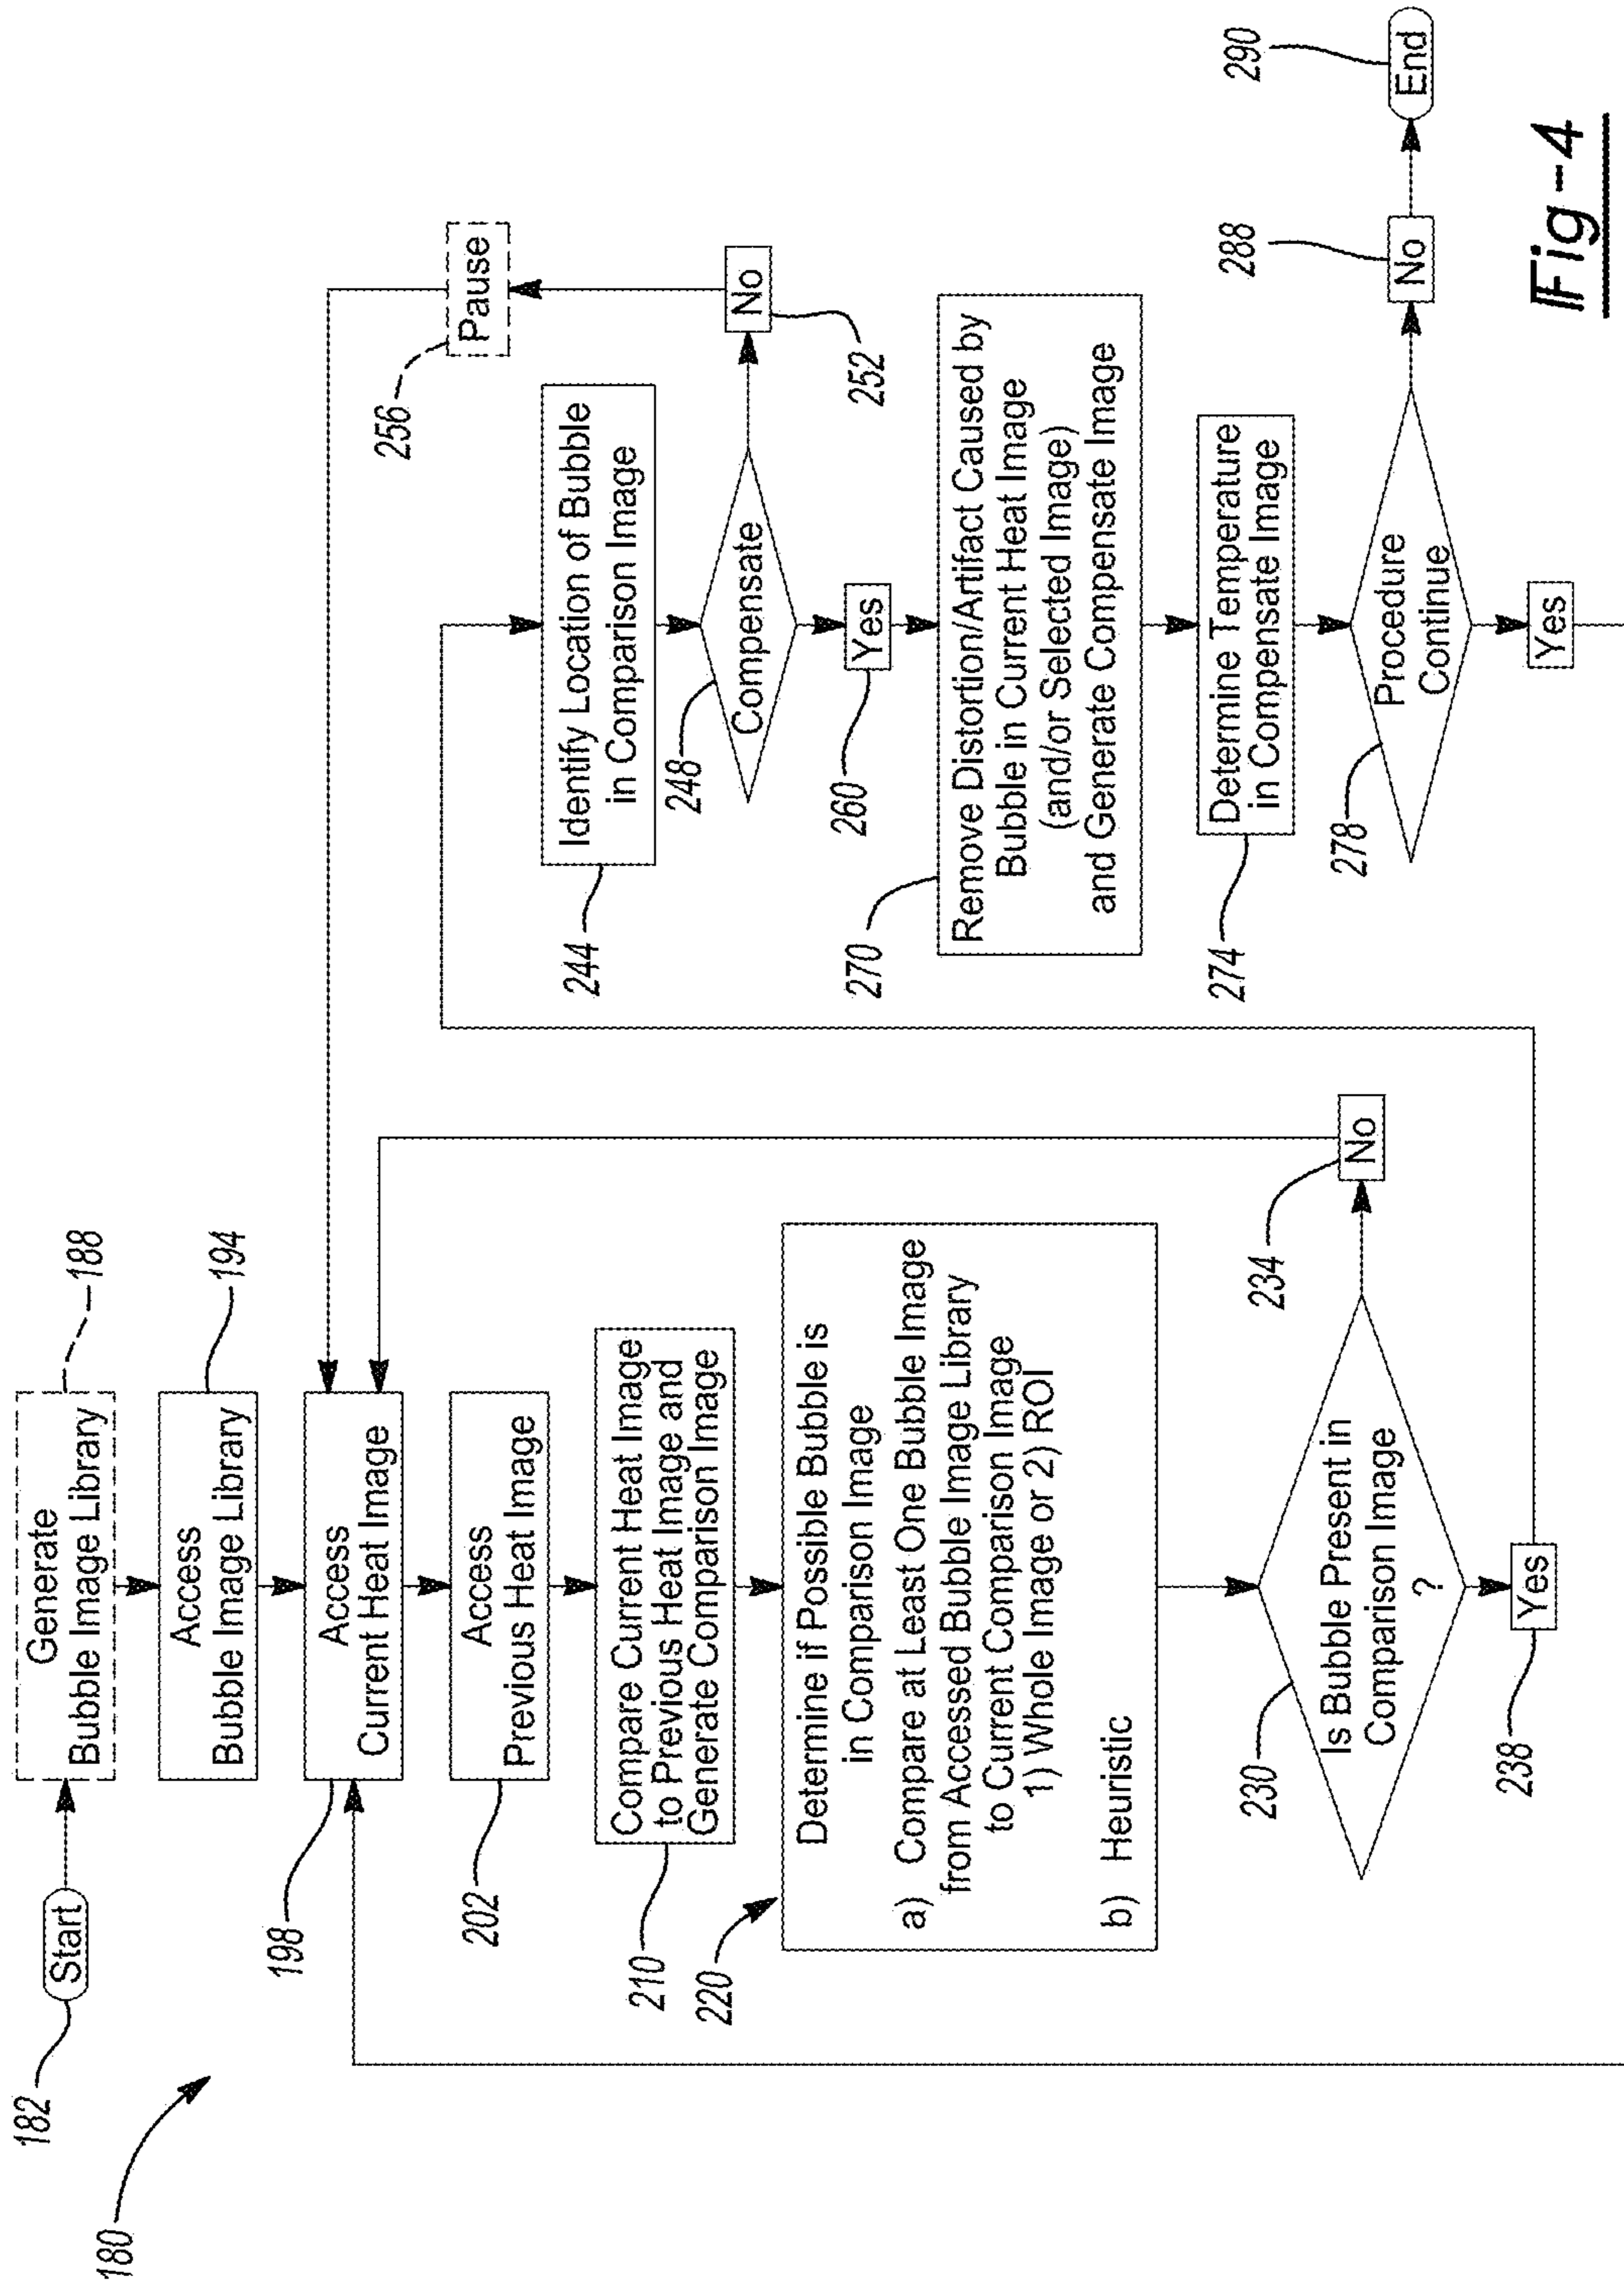 180
182
Start
Generate
Bubble Image Library
188
Access
Bubble Image Library
194
198
Access
Current Heat Image
202
Access
Previous Heat Image
210
Compare Current Heat Image
to Previous Heat Image and
Generate Comparison Image
220
Determine if Possible Bubble is
in Comparison Image
a) Compare at Least One Bubble Image
from Accessed Bubble Image Library
to Current Comparison Image
1) Whole Image or 2) ROI
b) Heuristic
230
Is Bubble Present in
Comparison Image
?
234
No
238
Yes
244
Identify Location of Bubble
in Comparison Image
248
Compensate
252
No
256
Pause
260
Yes
270
Remove Distortion/Artifact Caused by
Bubble in Current Heat Image
(and/or Selected Image)
and Generate Compensate Image
274
Determine Temperature
in Compensate Image
278
Procedure
Continue
288
No
290
End
Yes
Fig-4